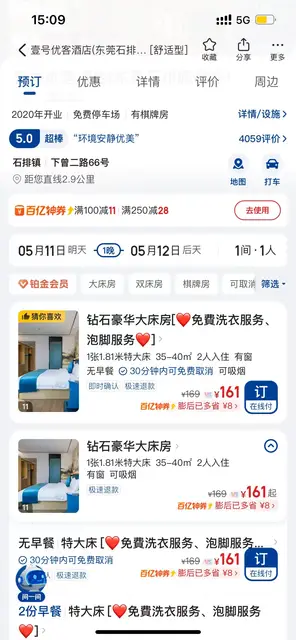 15:09
5G
壹号优客酒店(东莞石排... [舒适型]
收藏
分享
更多
预订 优惠 详情 评价 周边
2020年开业 免费停车场 有棋牌房 详情/设施>
5.0 超棒 “环境安静优美” 4059评价>
石排镇 下曾二路66号
距您直线2.9公里
地图
打车
百亿神券 满100减11 满250减28 去使用
05月11日 明天 1晚 05月12日 后天 1间·1人
铂金会员 大床房 双床房 棋牌房 可取消 筛选
猜你喜欢
钻石豪华大床房[❤️免費洗衣服务、
泡脚服务❤️]>
1张1.81米特大床 35-40㎡ 2人入住 有窗
无早餐 30分钟内可免费取消 可吸烟
即时确认 极速退款
¥169 ¥161
百亿神券 膨后已多省 ¥8>
订
在线付
11
钻石豪华大床房>
1张1.81米特大床 35-40㎡ 2人入住
有窗 可吸烟
极速退款
¥169 ¥161起
百亿神券 膨后已多省 ¥8>
11
无早餐 特大床 [❤️免費洗衣服务、泡脚服务...
30分钟内可免费取消
极速退款
¥169 ¥161
百亿神券 膨后已多省 ¥8>
订
在线付
问一问
2份早餐 特大床 [❤️免費洗衣服务、泡脚服务
❤️]>